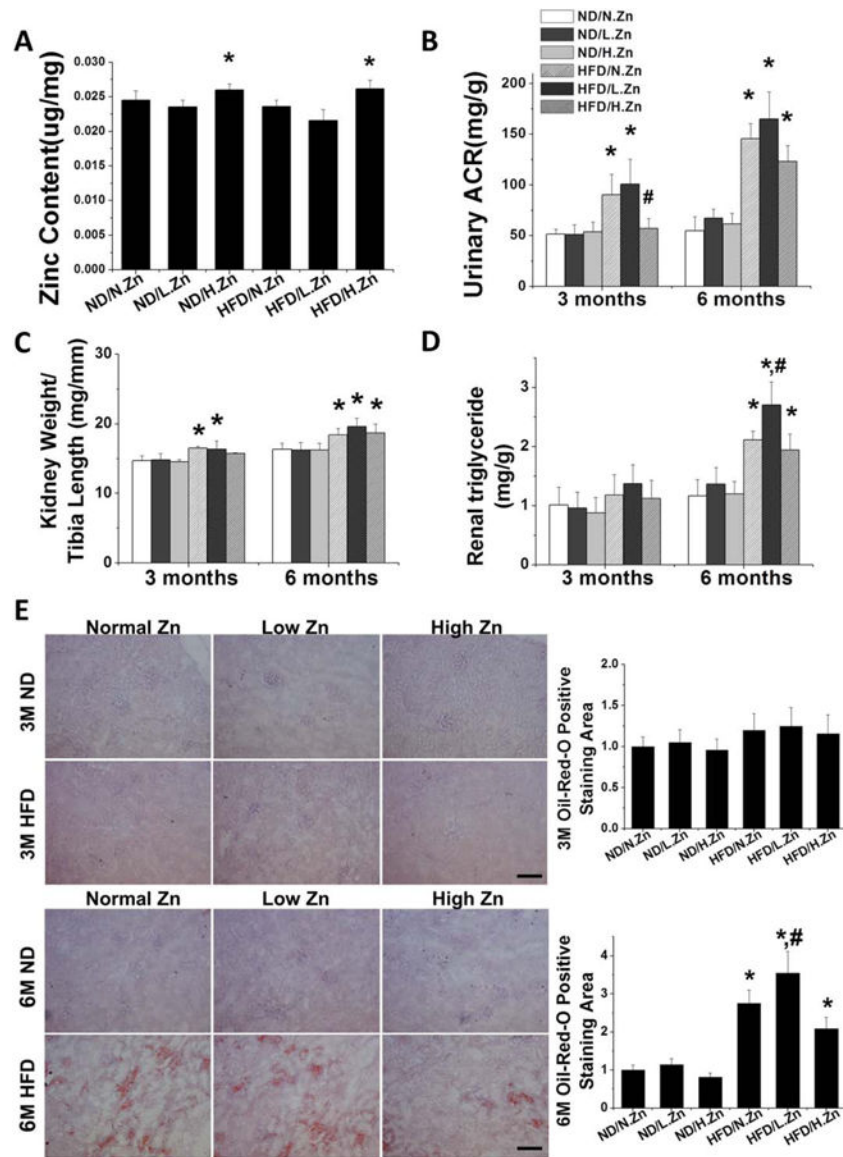 A
Zinc Content(ug/mg)
0.030
0.025
0.020
0.015
0.010
0.005
0.000
*
*
ND/N.Zn
ND/L.Zn
ND/H.Zn
HFD/N.Zn
HFD/L.Zn
HFD/H.Zn
B
ND/N.Zn
ND/L.Zn
ND/H.Zn
HFD/N.Zn
HFD/L.Zn
HFD/H.Zn
Urinary ACR(mg/g)
200
150
100
50
0
*
*
#
*
*
*
3 months
6 months
C
Kidney Weight/
Tibia Length (mg/mm)
30
20
10
0
*
*
*
*
*
3 months
6 months
D
Renal triglyceride
(mg/g)
3
2
1
0
*
*,#
*
3 months
6 months
E
Normal Zn
Low Zn
High Zn
3M ND
3M HFD
3M Oil-Red-O Positive
Staining Area
2.0
1.5
1.0
0.5
0.0
ND/N.Zn
ND/L.Zn
ND/H.Zn
HFD/N.Zn
HFD/L.Zn
HFD/H.Zn
Normal Zn
Low Zn
High Zn
6M ND
6M HFD
6M Oil-Red-O Positive
Staining Area
4
3
2
1
0
*
*,#
*
ND/N.Zn
ND/L.Zn
ND/H.Zn
HFD/N.Zn
HFD/L.Zn
HFD/H.Zn